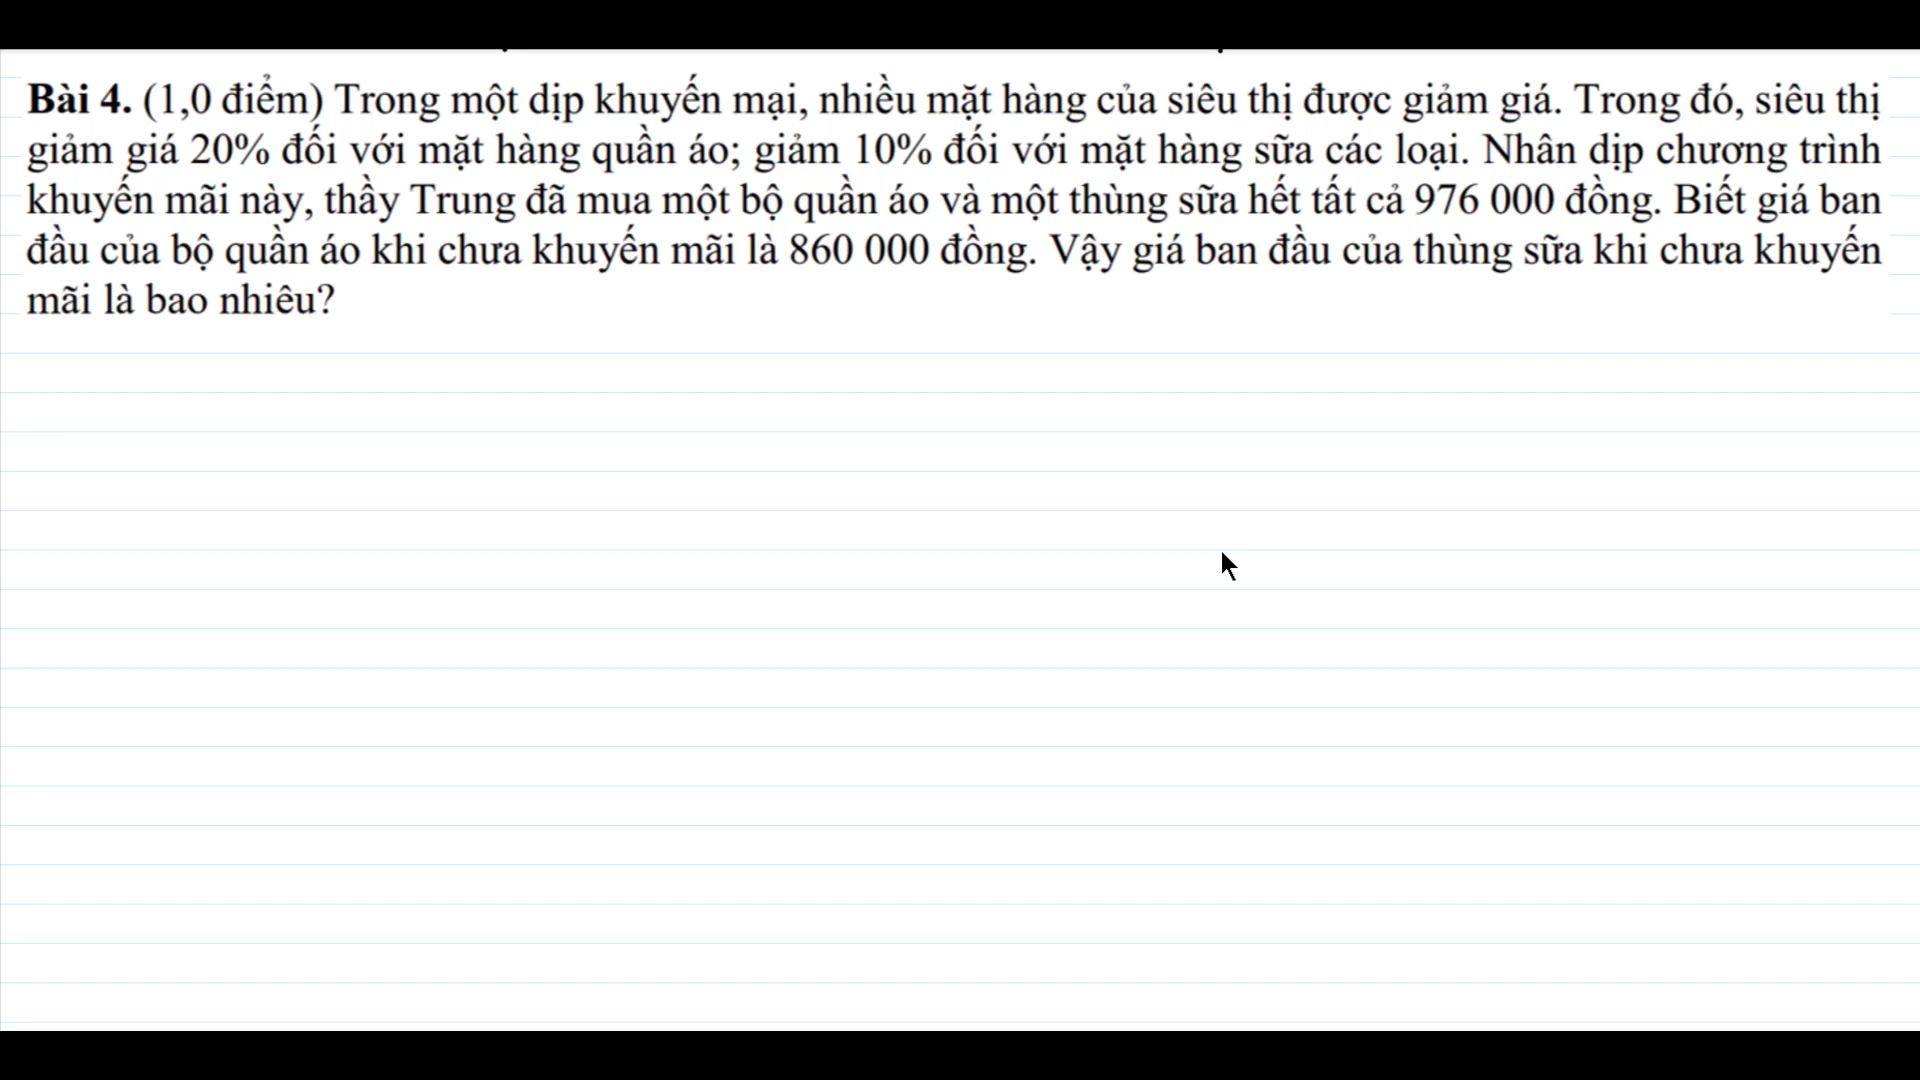 Bài 4. (1,0 điểm) Trong một dịp khuyến mại, nhiều mặt hàng của siêu thị được giảm giá. Trong đó, siêu thị
giảm giá 20% đối với mặt hàng quần áo; giảm 10% đối với mặt hàng sữa các loại. Nhân dịp chương trình
khuyến mãi này, thầy Trung đã mua một bộ quần áo và một thùng sữa hết tất cả 976 000 đồng. Biết giá ban
đầu của bộ quần áo khi chưa khuyến mãi là 860 000 đồng. Vậy giá ban đầu của thùng sữa khi chưa khuyến
mãi là bao nhiêu?